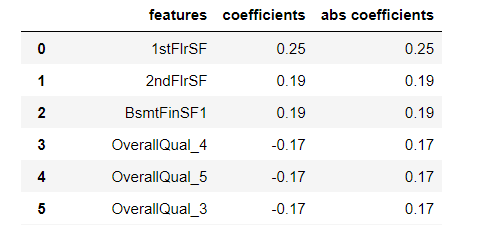 features coefficients abs coefficients
0 1stFlrSF 0.25 0.25
1 2ndFlrSF 0.19 0.19
2 BsmtFinSF1 0.19 0.19
3 OverallQual_4 -0.17 0.17
4 OverallQual_5 -0.17 0.17
5 OverallQual_3 -0.17 0.17